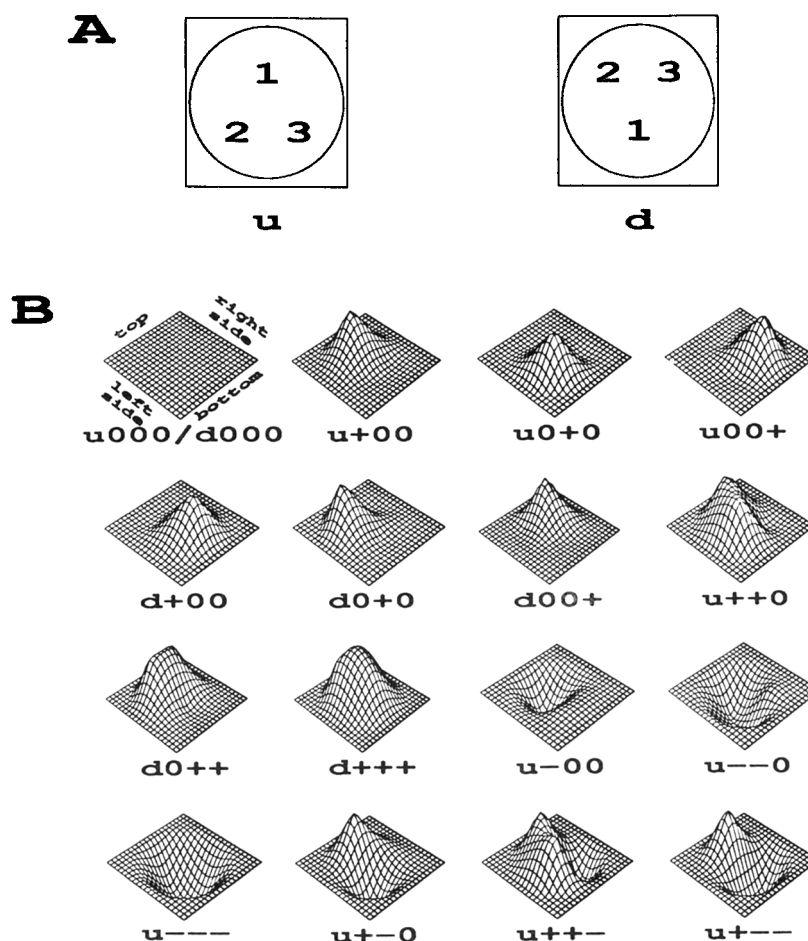 A
1
2 3
u
2 3
1
d
B
top
right side
left side
bottom
u000/d000
u+00
u0+0
u00+
d+00
d0+0
d00+
u++0
d0++
d+++
u-00
u--0
u---
u+-0
u++-
u+--